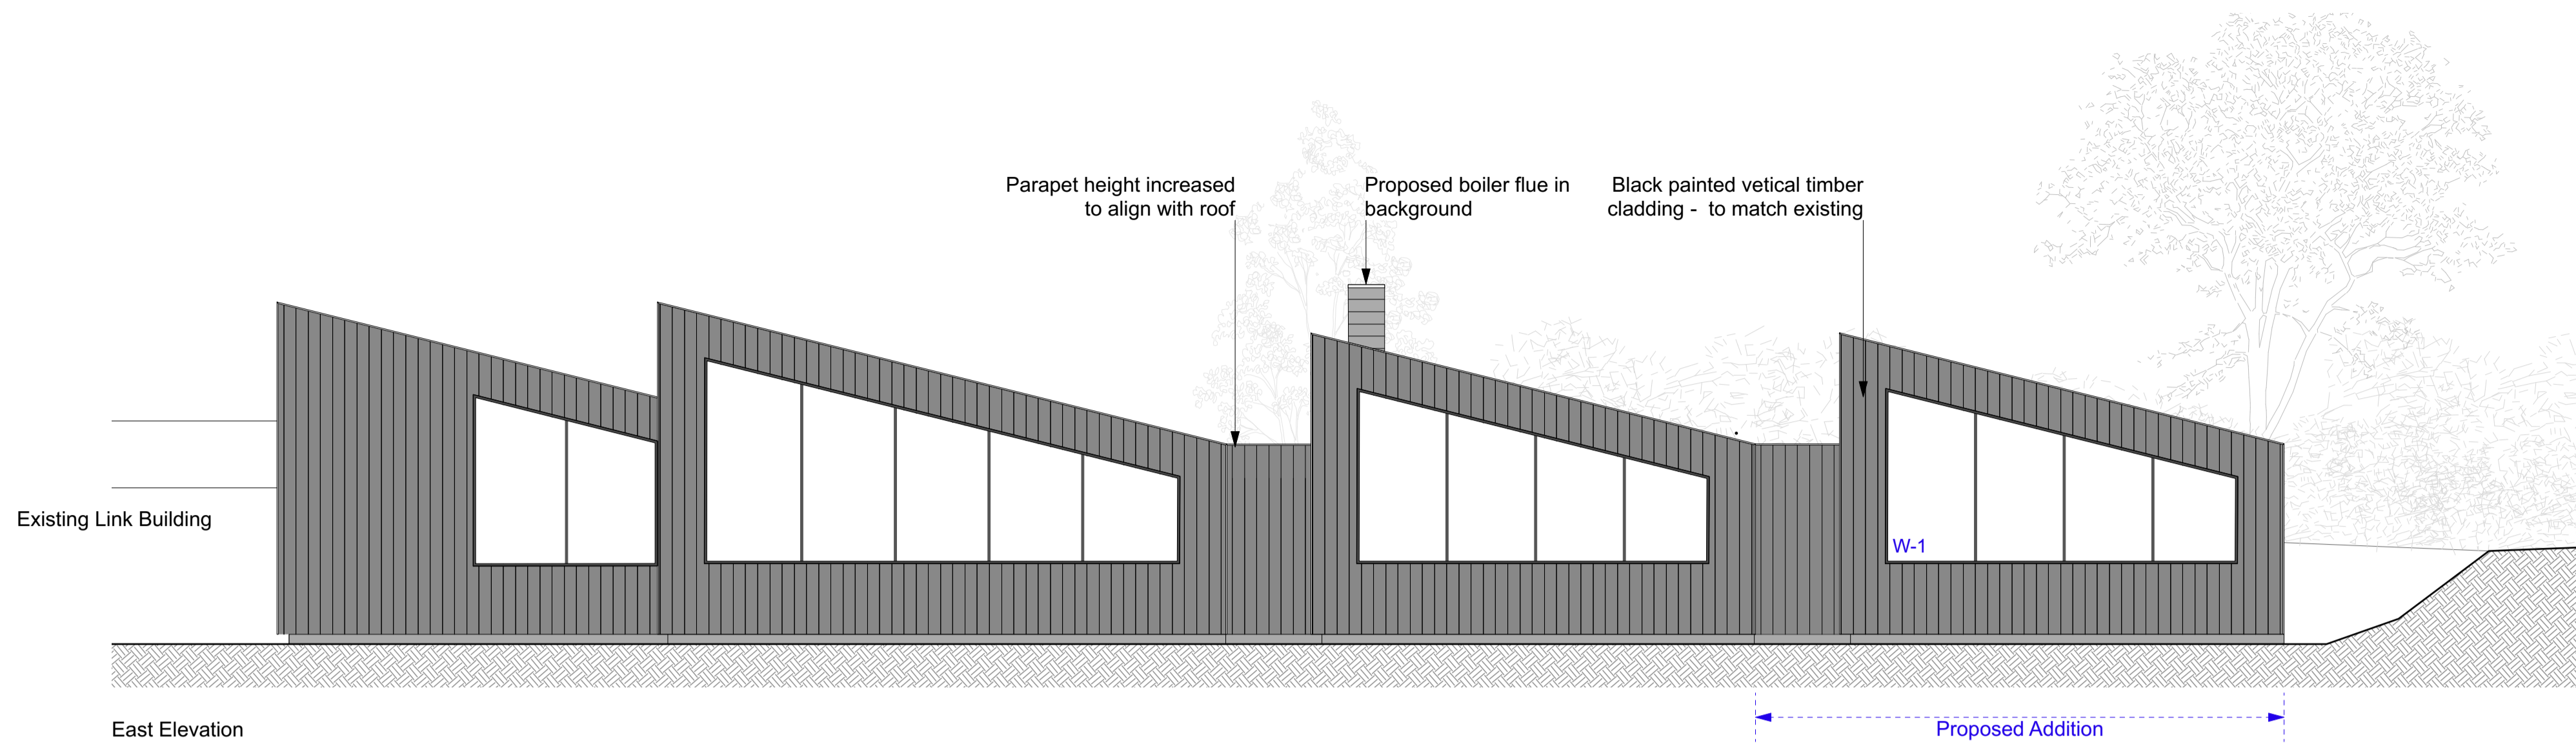 Parapet height increased
to align with roof
Proposed boiler flue in
background
Black painted vetical timber
cladding -  to match existing
Existing Link Building
W-1
East Elevation
Proposed Addition